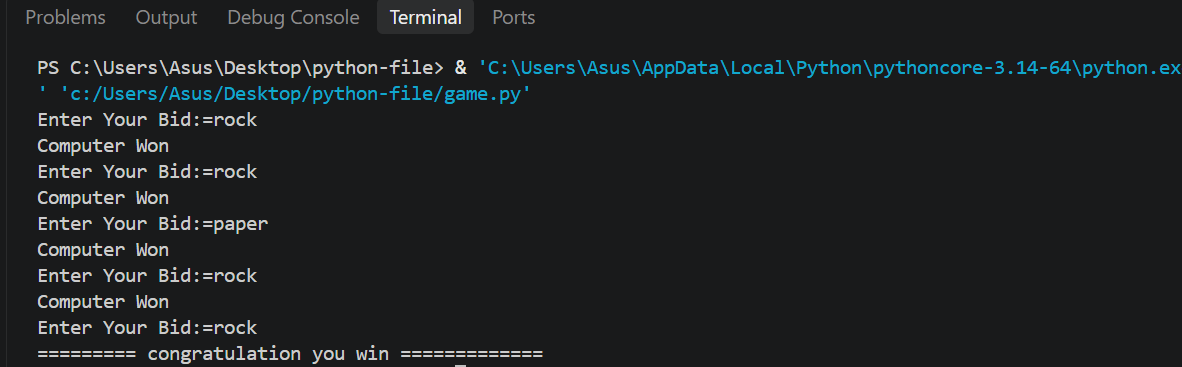 Problems Output Debug Console Terminal Ports
PS C:\Users\Asus\Desktop\python-file> & 'C:\Users\Asus\AppData\Local\Python\pythoncore-3.14-64\python.ex
' 'c:/Users/Asus/Desktop/python-file/game.py'
Enter Your Bid:=rock
Computer Won
Enter Your Bid:=rock
Computer Won
Enter Your Bid:=paper
Computer Won
Enter Your Bid:=rock
Computer Won
Enter Your Bid:=rock
========= congratulation you win =============